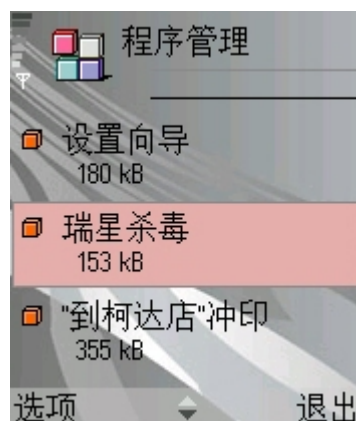 程序管理
设置向导
180 kB
瑞星杀毒
153 kB
"到柯达店"冲印
355 kB
选项 退出